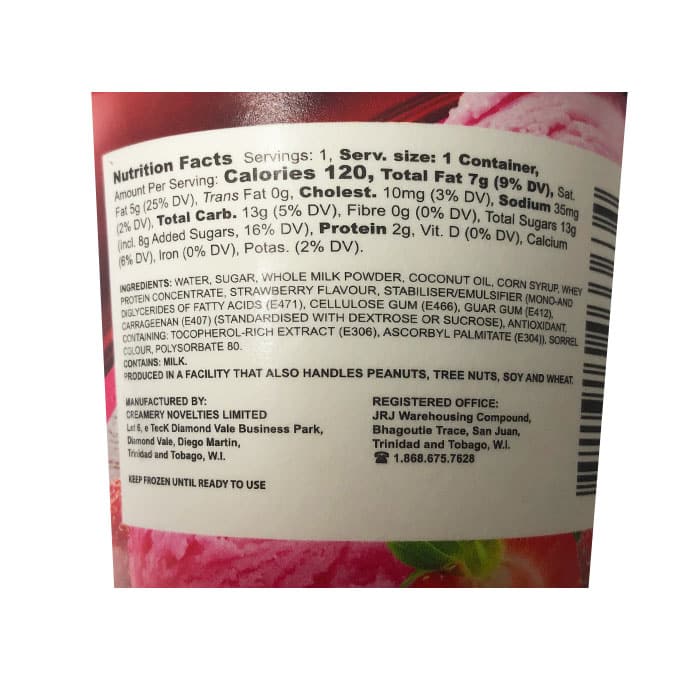 Nutrition Facts Servings: 1, Serv. size: 1 Container,
Amount Per Serving: Calories 120, Total Fat 7g (9% DV), Sat.
Fat 5g (25% DV), Trans Fat 0g, Cholest. 10mg (3% DV), Sodium 35mg
(2% DV), Total Carb. 13g (5% DV), Fibre 0g (0% DV), Total Sugars 13g
(incl. 8g Added Sugars, 16% DV), Protein 2g, Vit. D (0% DV), Calcium
(6% DV), Iron (0% DV), Potas. (2% DV).
INGREDIENTS: WATER, SUGAR, WHOLE MILK POWDER, COCONUT OIL, CORN SYRUP, WHEY
PROTEIN CONCENTRATE, STRAWBERRY FLAVOUR, STABILISER/EMULSIFIER (MONO-AND
DIGLYCERIDES OF FATTY ACIDS (E471), CELLULOSE GUM (E466), GUAR GUM (E412),
CARRAGEENAN (E407) (STANDARDISED WITH DEXTROSE OR SUCROSE), ANTIOXIDANT,
CONTAINING: TOCOPHEROL-RICH EXTRACT (E306), ASCORBYL PALMITATE (E304)), SORREL
COLOUR, POLYSORBATE 80.
CONTAINS: MILK.
PRODUCED IN A FACILITY THAT ALSO HANDLES PEANUTS, TREE NUTS, SOY AND WHEAT.
MANUFACTURED BY:
CREAMERY NOVELTIES LIMITED
Lot 6, e TecK Diamond Vale Business Park,
Diamond Vale, Diego Martin,
Trinidad and Tobago, W.I.
REGISTERED OFFICE:
JRJ Warehousing Compound,
Bhagoutie Trace, San Juan,
Trinidad and Tobago, W.I.
☎ 1.868.675.7628
KEEP FROZEN UNTIL READY TO USE